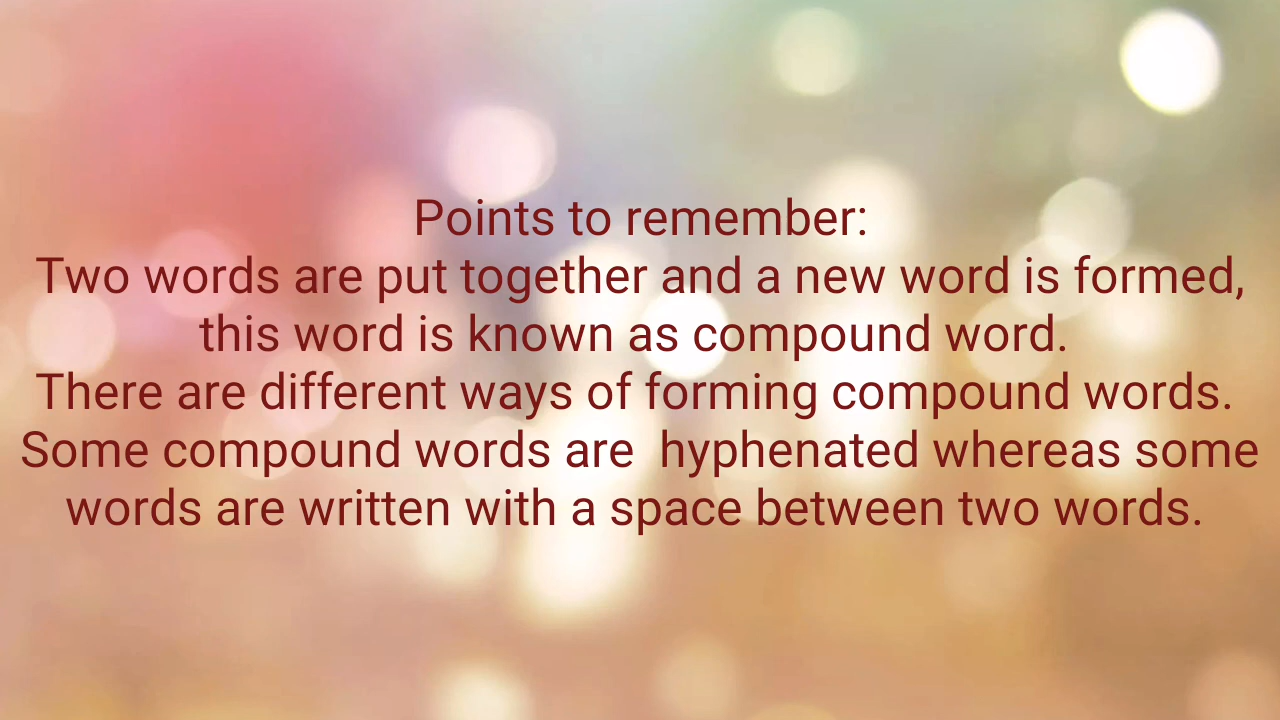 Points to remember:
Two words are put together and a new word is formed,
this word is known as compound word.
There are different ways of forming compound words.
Some compound words are  hyphenated whereas some
words are written with a space between two words.